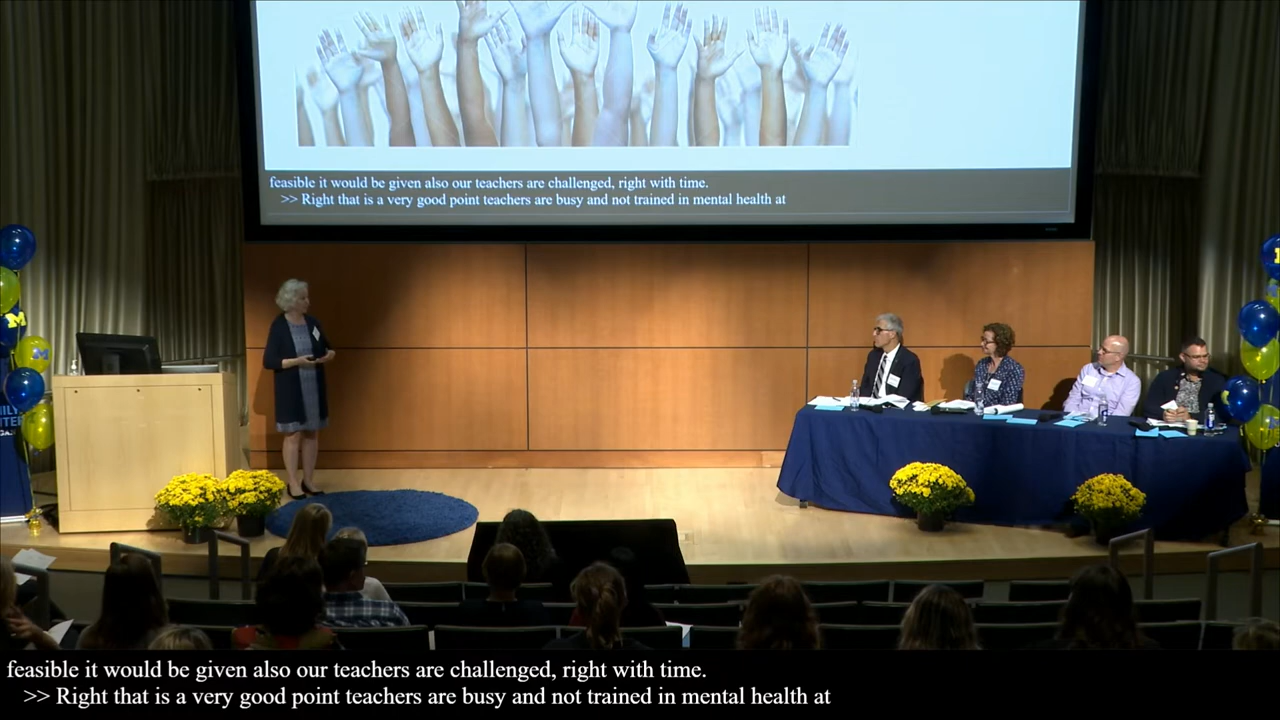 feasible it would be given also our teachers are challenged, right with time.
>> Right that is a very good point teachers are busy and not trained in mental health at
M
M
feasible it would be given also our teachers are challenged, right with time.
>> Right that is a very good point teachers are busy and not trained in mental health at